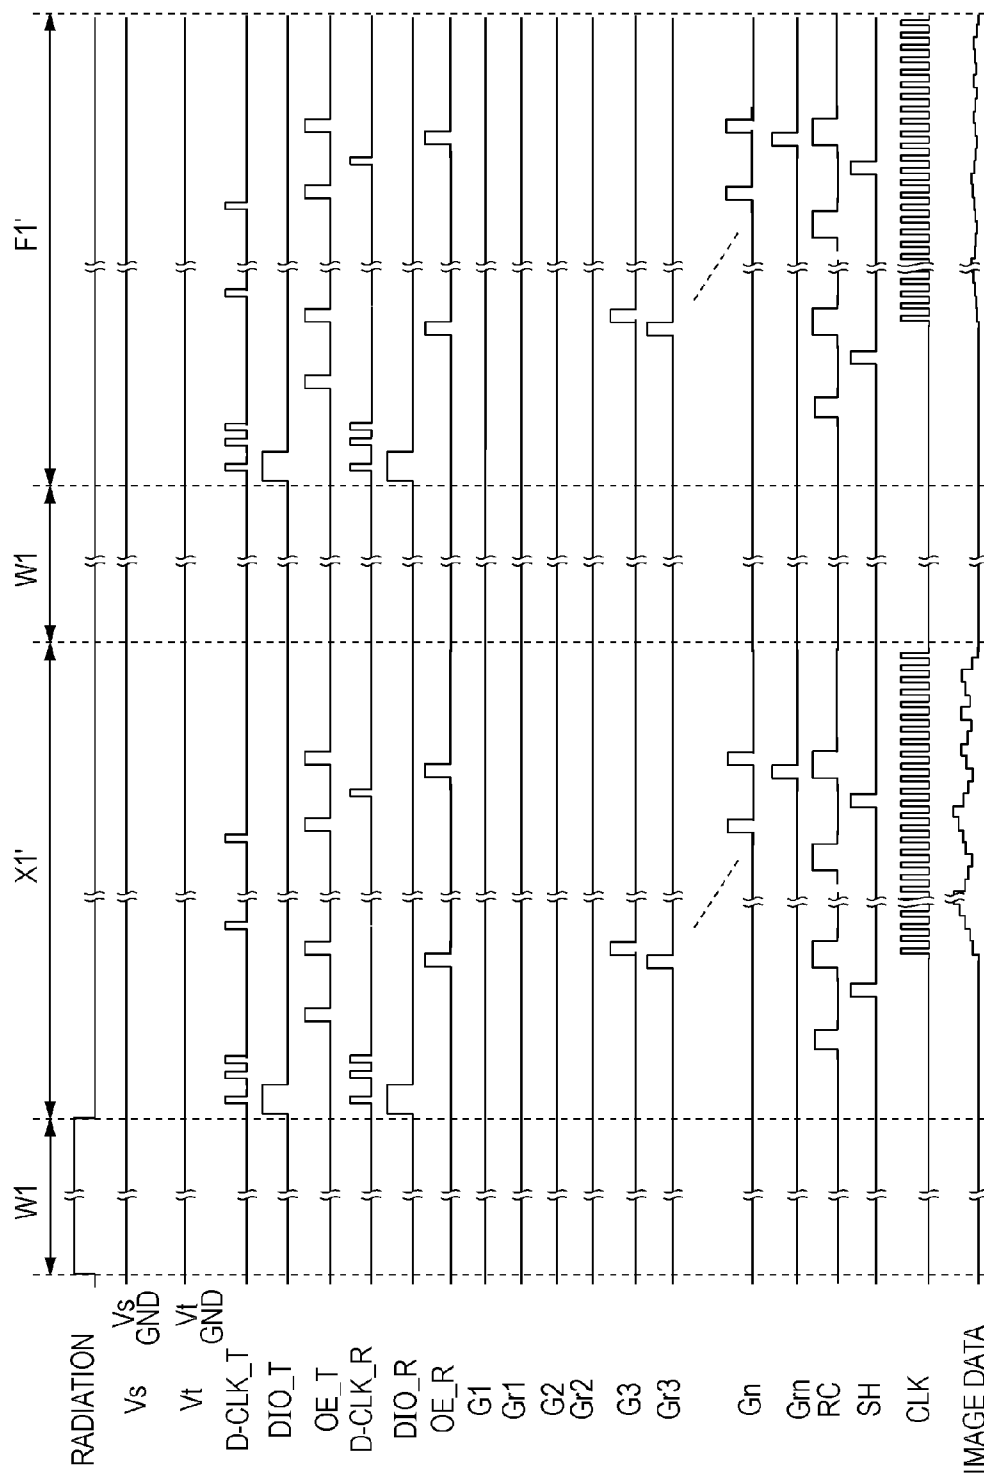 W1
X1'
W1
F1'
RADIATION
Vs
Vs
GND
Vt
Vt
GND
D-CLK_T
DIO_T
OE_T
D-CLK_R
DIO_R
OE_R
G1
Gr1
G2
Gr2
G3
Gr3
Gn
Grn
RC
SH
CLK
IMAGE DATA